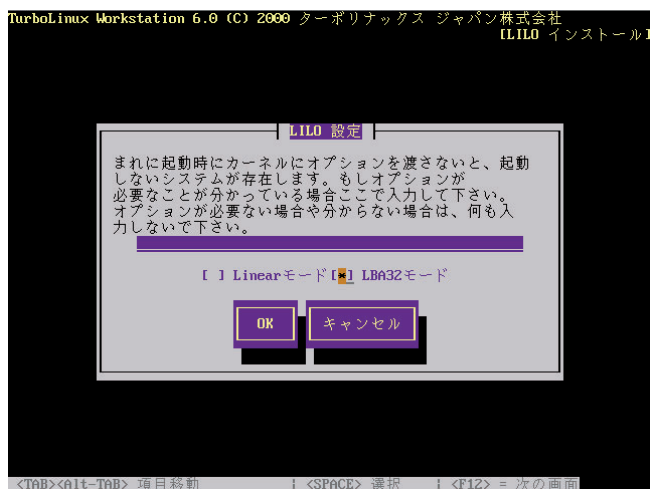 TurboLinux Workstation 6.0 (C) 2000 ターボリナックス ジャパン株式会社
[LILO インストール]
LILO 設定
まれに起動時にカーネルにオプションを渡さないと、起動
しないシステムが存在します。もしオプションが
必要なことが分かっている場合ここで入力して下さい。
オプションが必要ない場合や分からない場合は、何も入
力しないで下さい。
[ ] Linearモード [*] LBA32モード
OK キャンセル
<TAB><Alt-TAB> 項目移動 | <SPACE> 選択 | <F12> = 次の画面